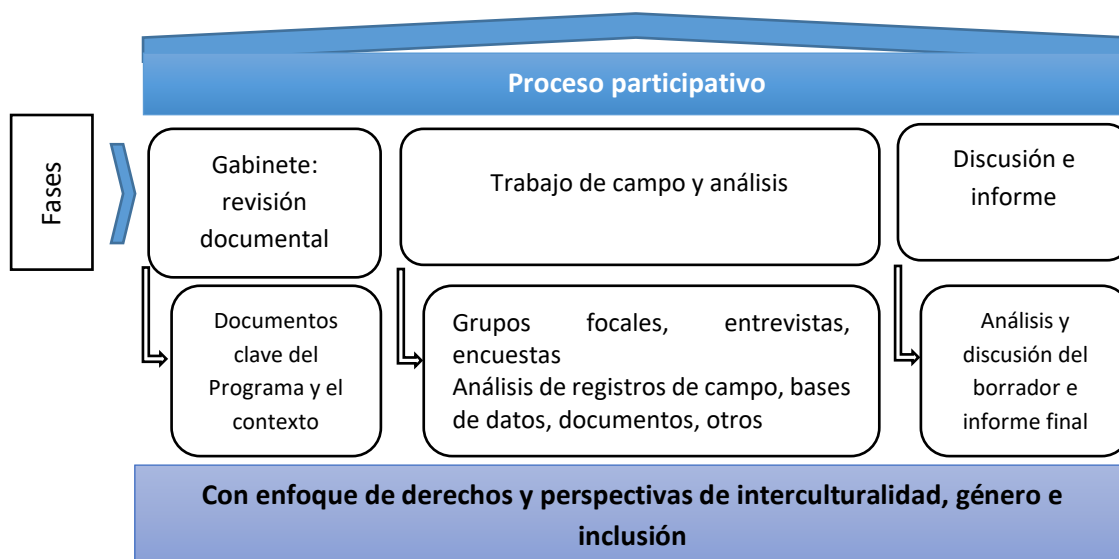 Proceso participativo
Fases
Gabinete:
revisión
documental
Trabajo de campo y análisis
Discusión e
informe
Documentos
clave del
Programa y el
contexto
Grupos focales, entrevistas,
encuestas
Análisis de registros de campo, bases
de datos, documentos, otros
Análisis y
discusión del
borrador e
informe final
Con enfoque de derechos y perspectivas de interculturalidad, género e
inclusión